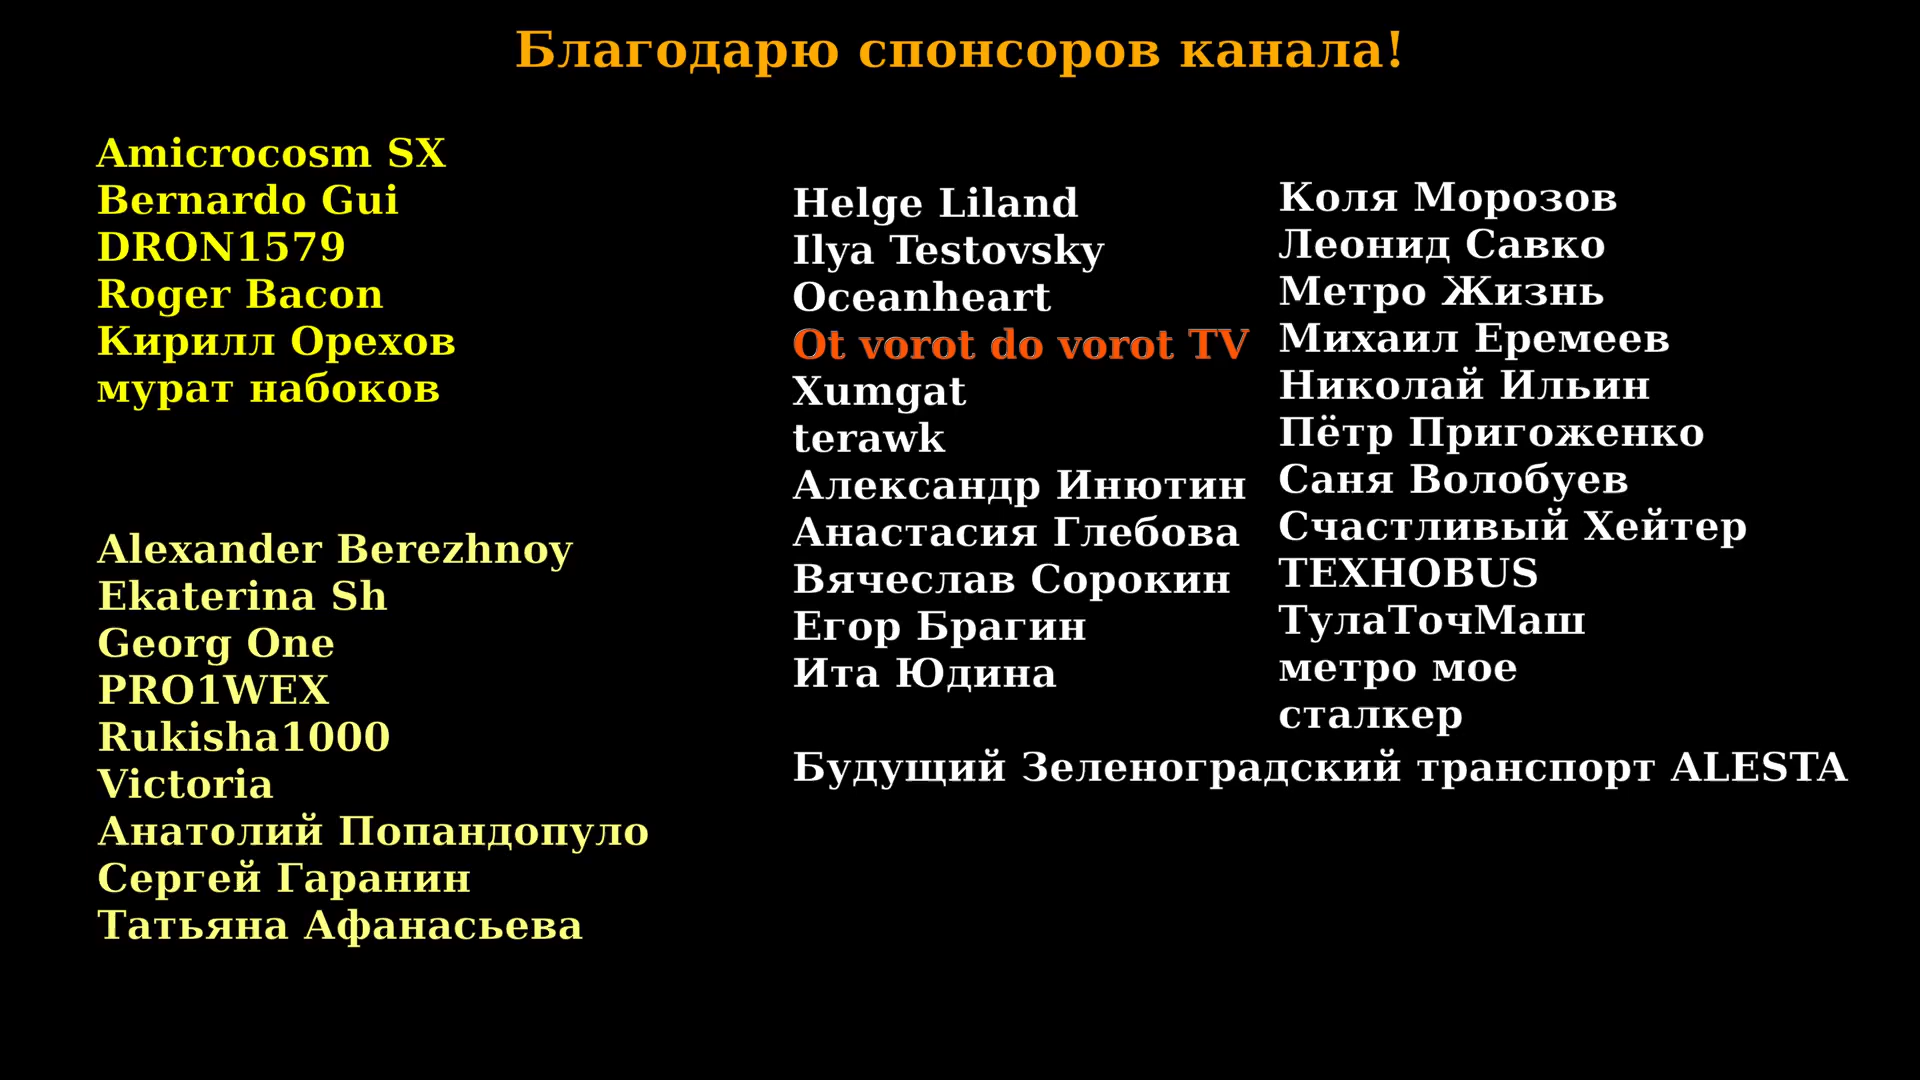 Благодарю спонсоров канала!
Amicrocosm SX
Bernardo Gui
DRON1579
Roger Bacon
Кирилл Орехов
мурат набоков
Alexander Berezhnoy
Ekaterina Sh
Georg One
PRO1WEX
Rukisha1000
Victoria
Анатолий Попандопуло
Сергей Гаранин
Татьяна Афанасьева
Helge Liland
Ilya Testovsky
Oceanheart
Ot vorot do vorot TV
Xumgat
terawk
Александр Инютин
Анастасия Глебова
Вячеслав Сорокин
Егор Брагин
Ита Юдина
Коля Морозов
Леонид Савко
Метро Жизнь
Михаил Еремеев
Николай Ильин
Пётр Пригоженко
Саня Волобуев
Счастливый Хейтер
ТЕХНОBUS
ТулаТочМаш
метро мое
сталкер
Будущий Зеленоградский транспорт ALESTA